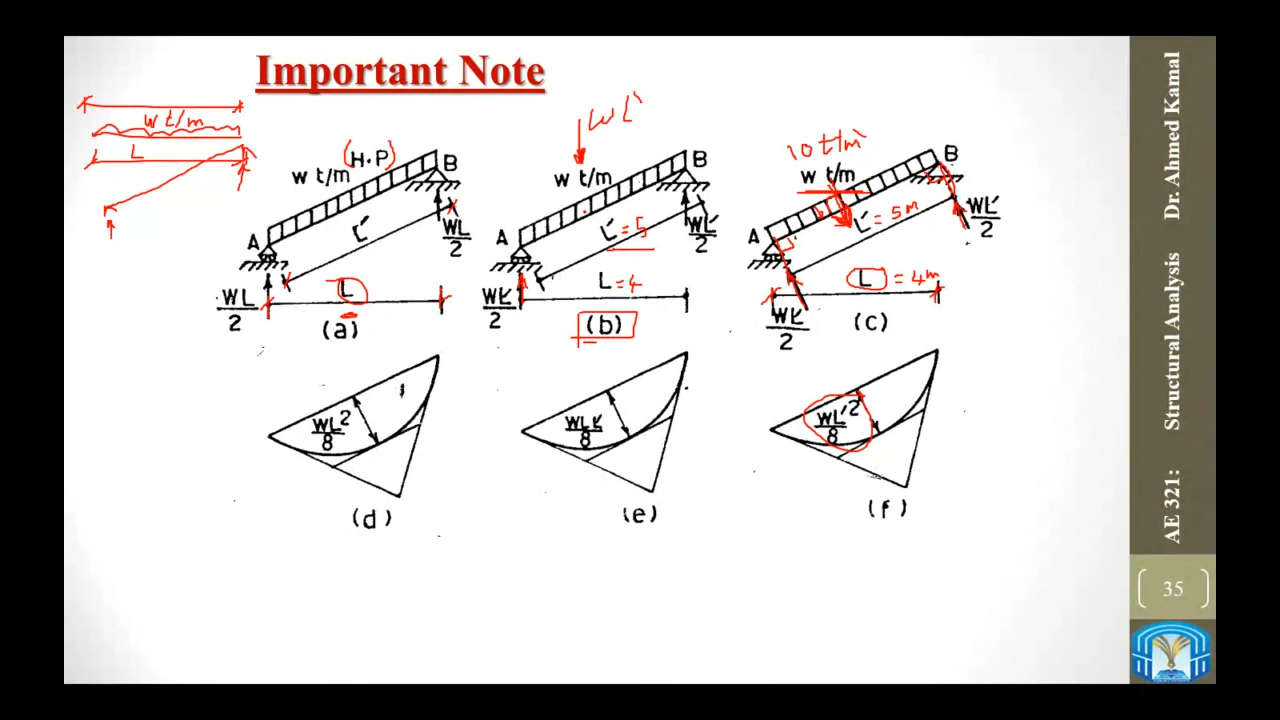 Important Note
w t/m
L
(H.P)
w t/m
A
B
L'
WL
2
WL
2
L
(a)
WL'
w t/m
A
B
L' = 5
WL'
2
WL'
2
L = 4
(b)
10 t/m'
w t/m
A
B
L' = 5m
WL'
2
WL'
2
L = 4m
(c)
WL²
8
(d)
WLL'
8
(e)
WL'²
8
(f)
AE 321: Structural Analysis Dr. Ahmed Kamal
35